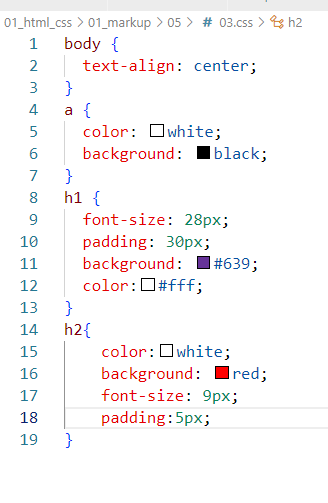 01_html_css > 01_markup > 05 > # 03.css > h2
1 body {
2 text-align: center;
3 }
4 a {
5 color: white;
6 background: black;
7 }
8 h1 {
9 font-size: 28px;
10 padding: 30px;
11 background: #639;
12 color:#fff;
13 }
14 h2{
15 color:white;
16 background: red;
17 font-size: 9px;
18 padding:5px;
19 }